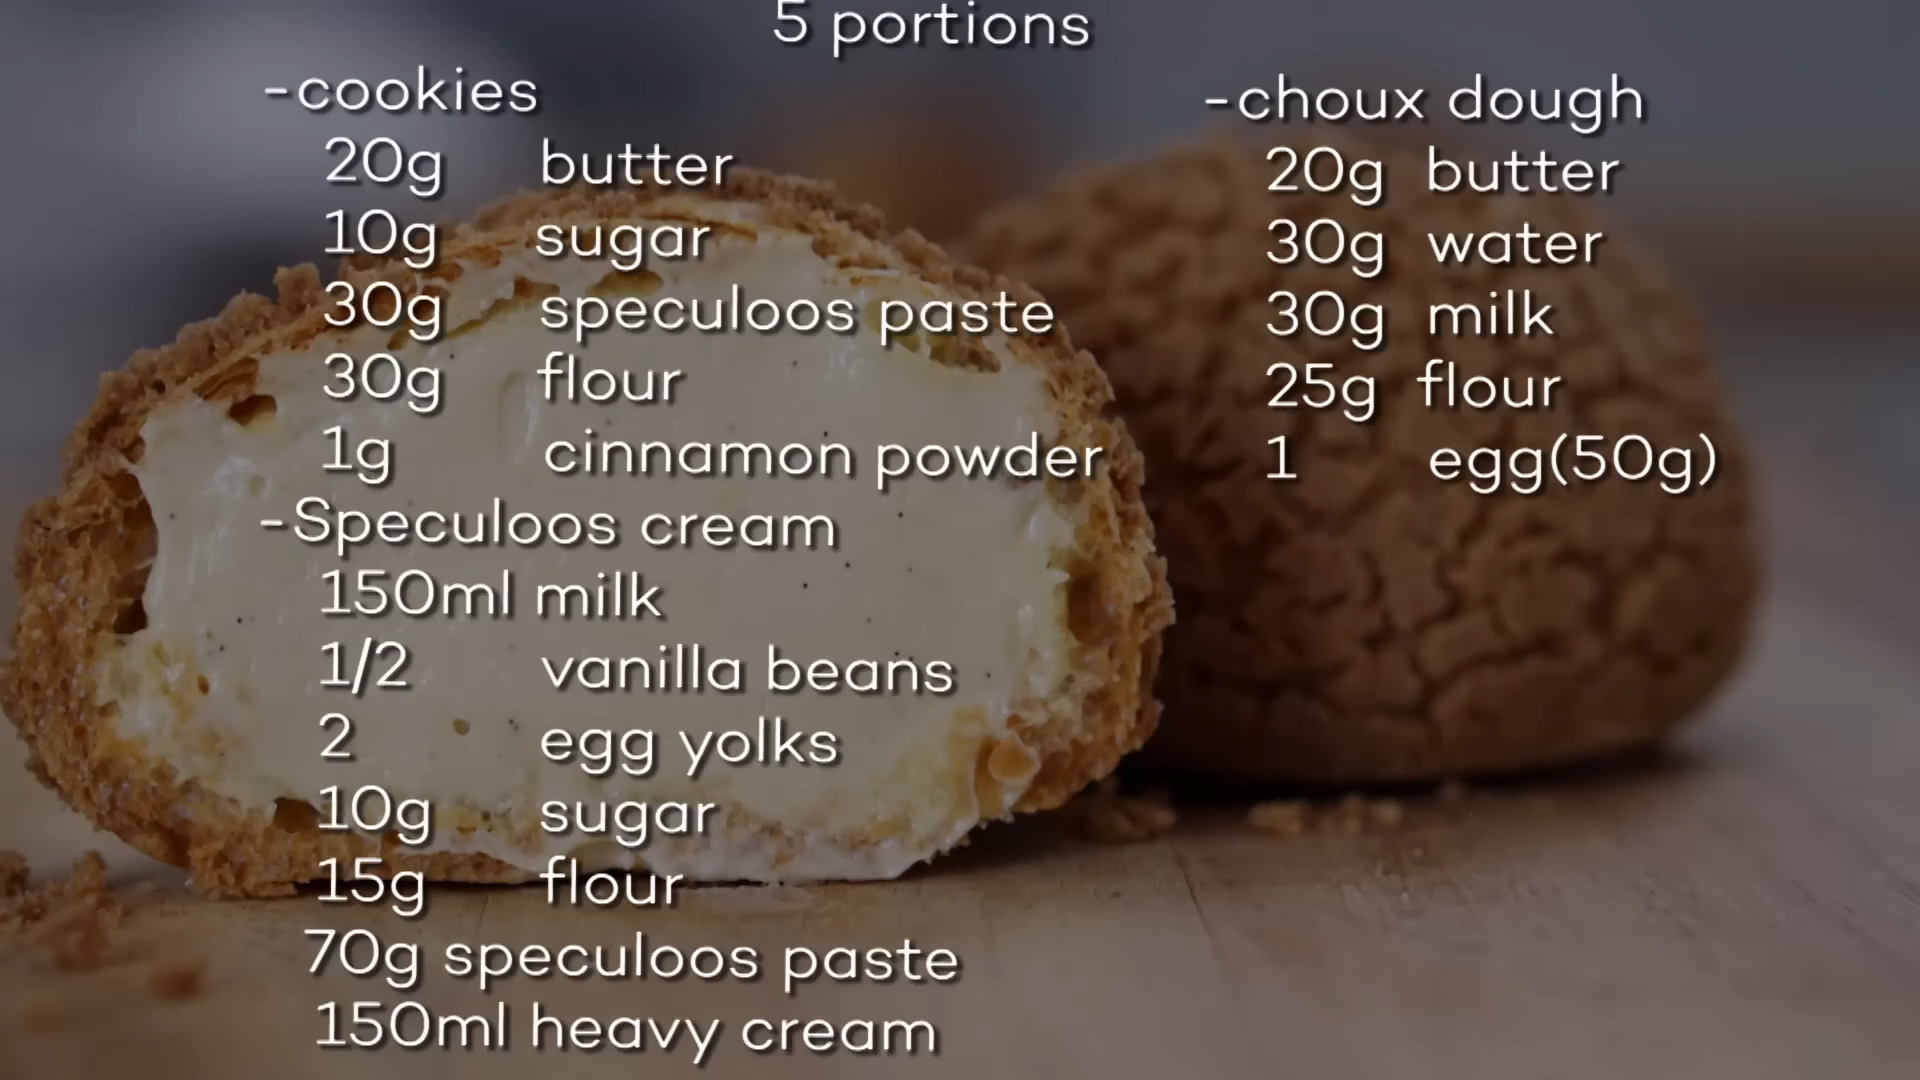 5 portions
-cookies
20g butter
10g sugar
30g speculoos paste
30g flour
1g cinnamon powder
-Speculoos cream
150ml milk
1/2 vanilla beans
2 egg yolks
10g sugar
15g flour
70g speculoos paste
150ml heavy cream
-choux dough
20g butter
30g water
30g milk
25g flour
1 egg(50g)